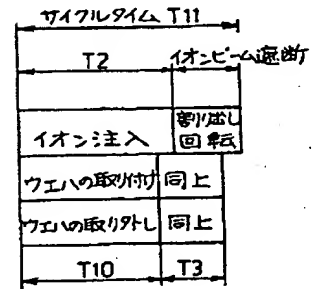 サイクルタイム T11
T2
イオンビーム遮断
イオン注入
割り出し
回転
ウエハの取り付け
同上
ウエハの取り外し
同上
T10
T3